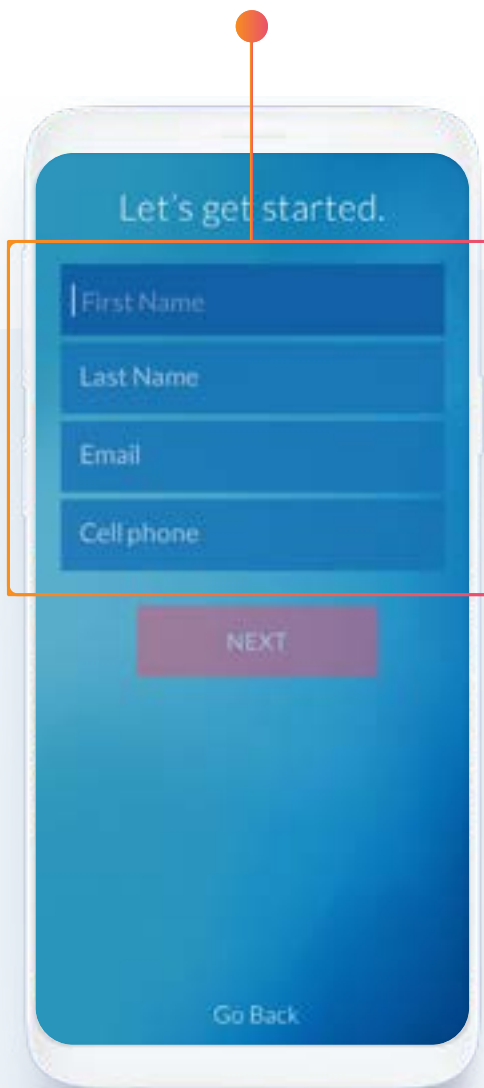 Let's get started.
First Name
Last Name
Email
Cell phone
NEXT
Go Back